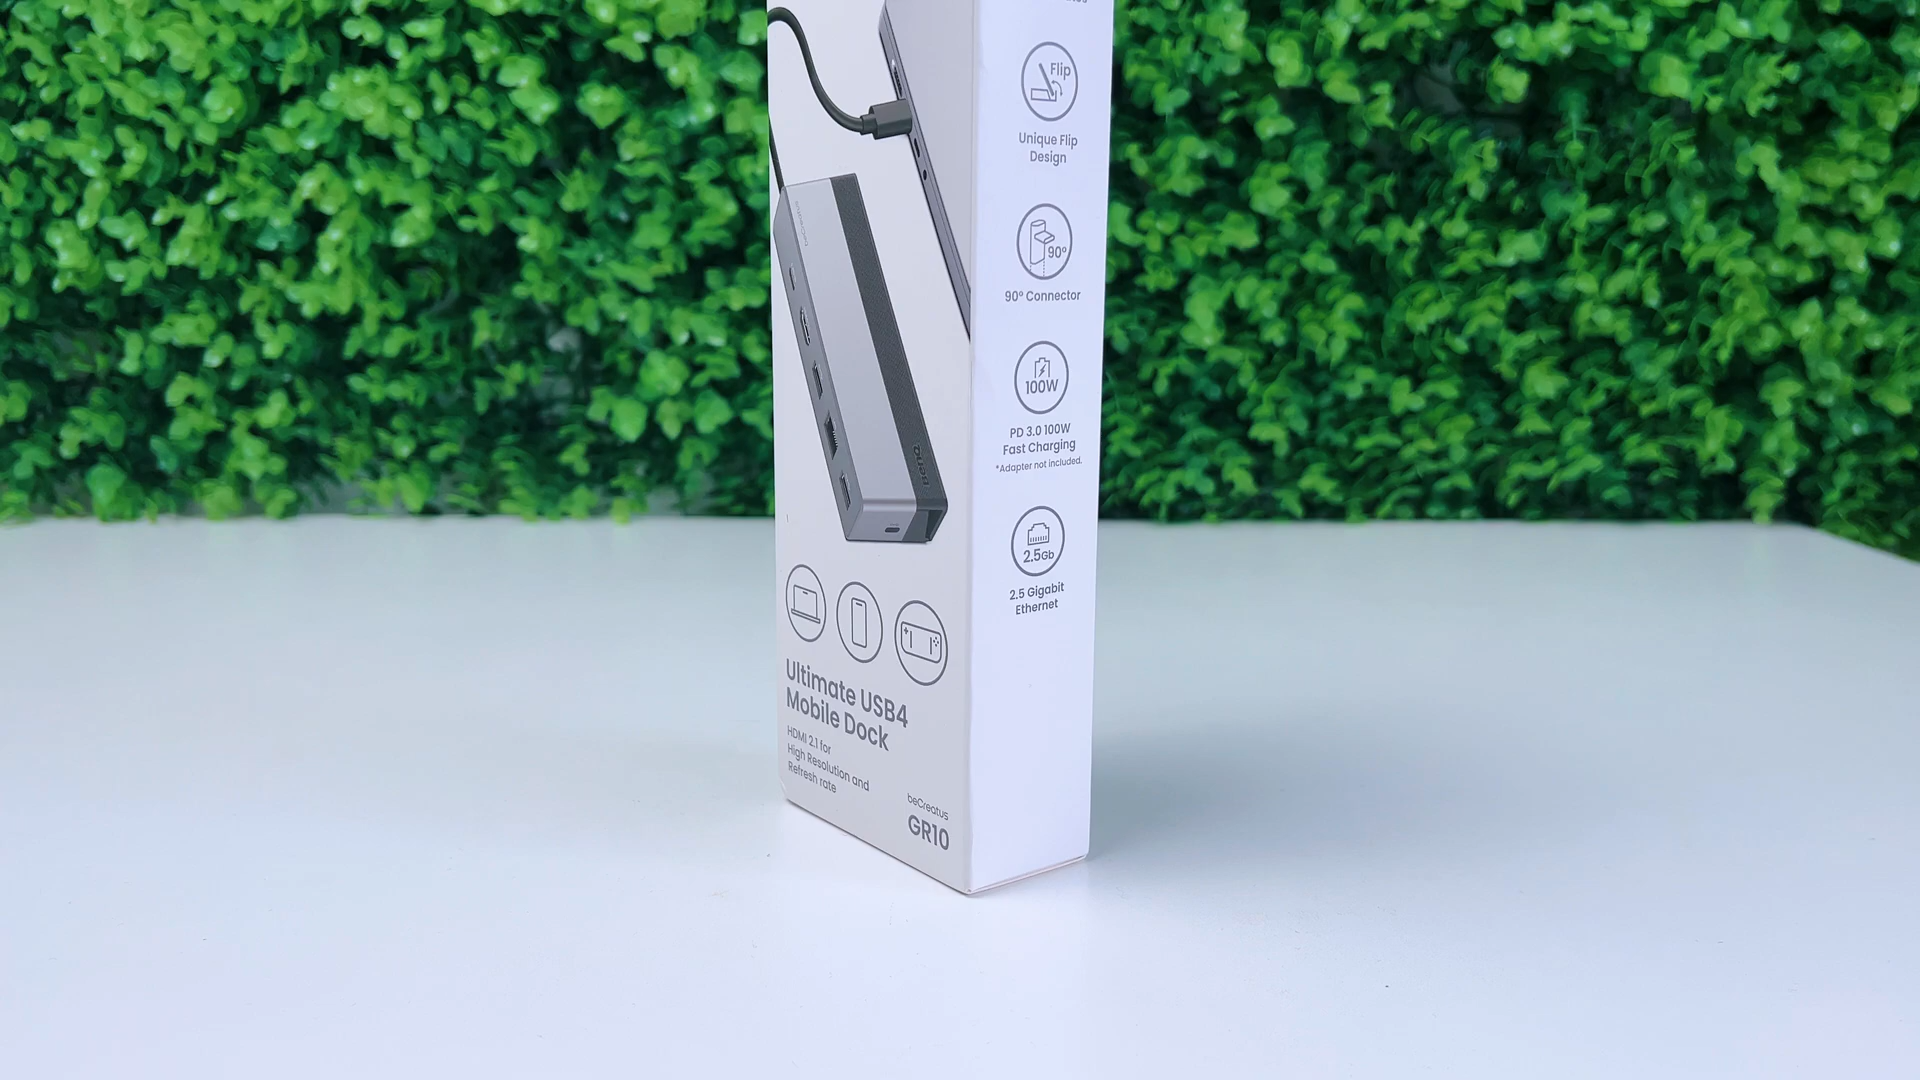 beCreatus
BenQ
Ultimate USB4
Mobile Dock
HDMI 2.1 for
High Resolution and
Refresh rate
beCreatus
GR10
Flip
Unique Flip
Design
90°
90° Connector
100W
PD 3.0 100W
Fast Charging
*Adapter not included.
2.5Gb
2.5 Gigabit
Ethernet